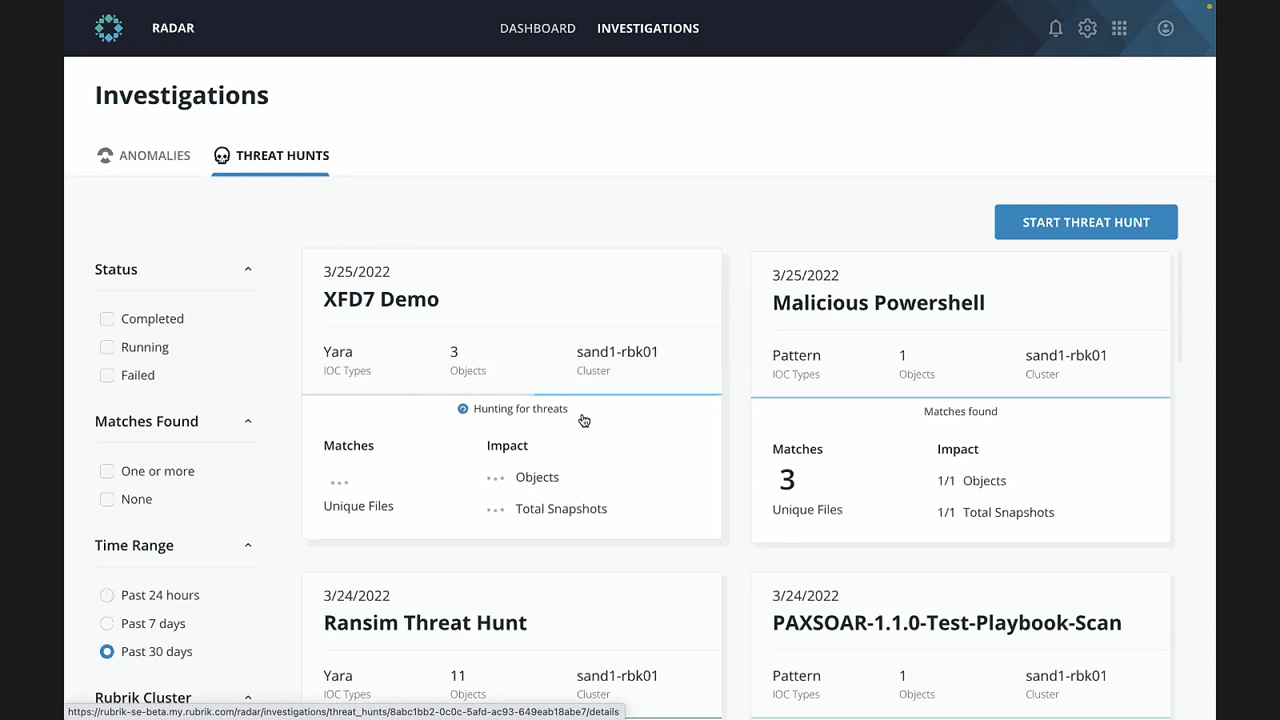 RADAR
DASHBOARD
INVESTIGATIONS
Investigations
ANOMALIES
THREAT HUNTS
START THREAT HUNT
Status
Completed
Running
Failed
Matches Found
One or more
None
Time Range
Past 24 hours
Past 7 days
Past 30 days
Rubrik Cluster
3/25/2022
XFD7 Demo
Yara
IOC Types
3
Objects
sand1-rbk01
Cluster
Hunting for threats
Matches
...
Unique Files
Impact
... Objects
... Total Snapshots
3/25/2022
Malicious Powershell
Pattern
IOC Types
1
Objects
sand1-rbk01
Cluster
Matches found
Matches
3
Unique Files
Impact
1/1 Objects
1/1 Total Snapshots
3/24/2022
Ransim Threat Hunt
Yara
IOC Types
11
Objects
sand1-rbk01
Cluster
3/24/2022
PAXSOAR-1.1.0-Test-Playbook-Scan
Pattern
IOC Types
1
Objects
sand1-rbk01
Cluster
https://rubrik-se-beta.my.rubrik.com/radar/investigations/threat_hunts/8abc1bb2-0c0c-5afd-ac93-649eab18abe7/details